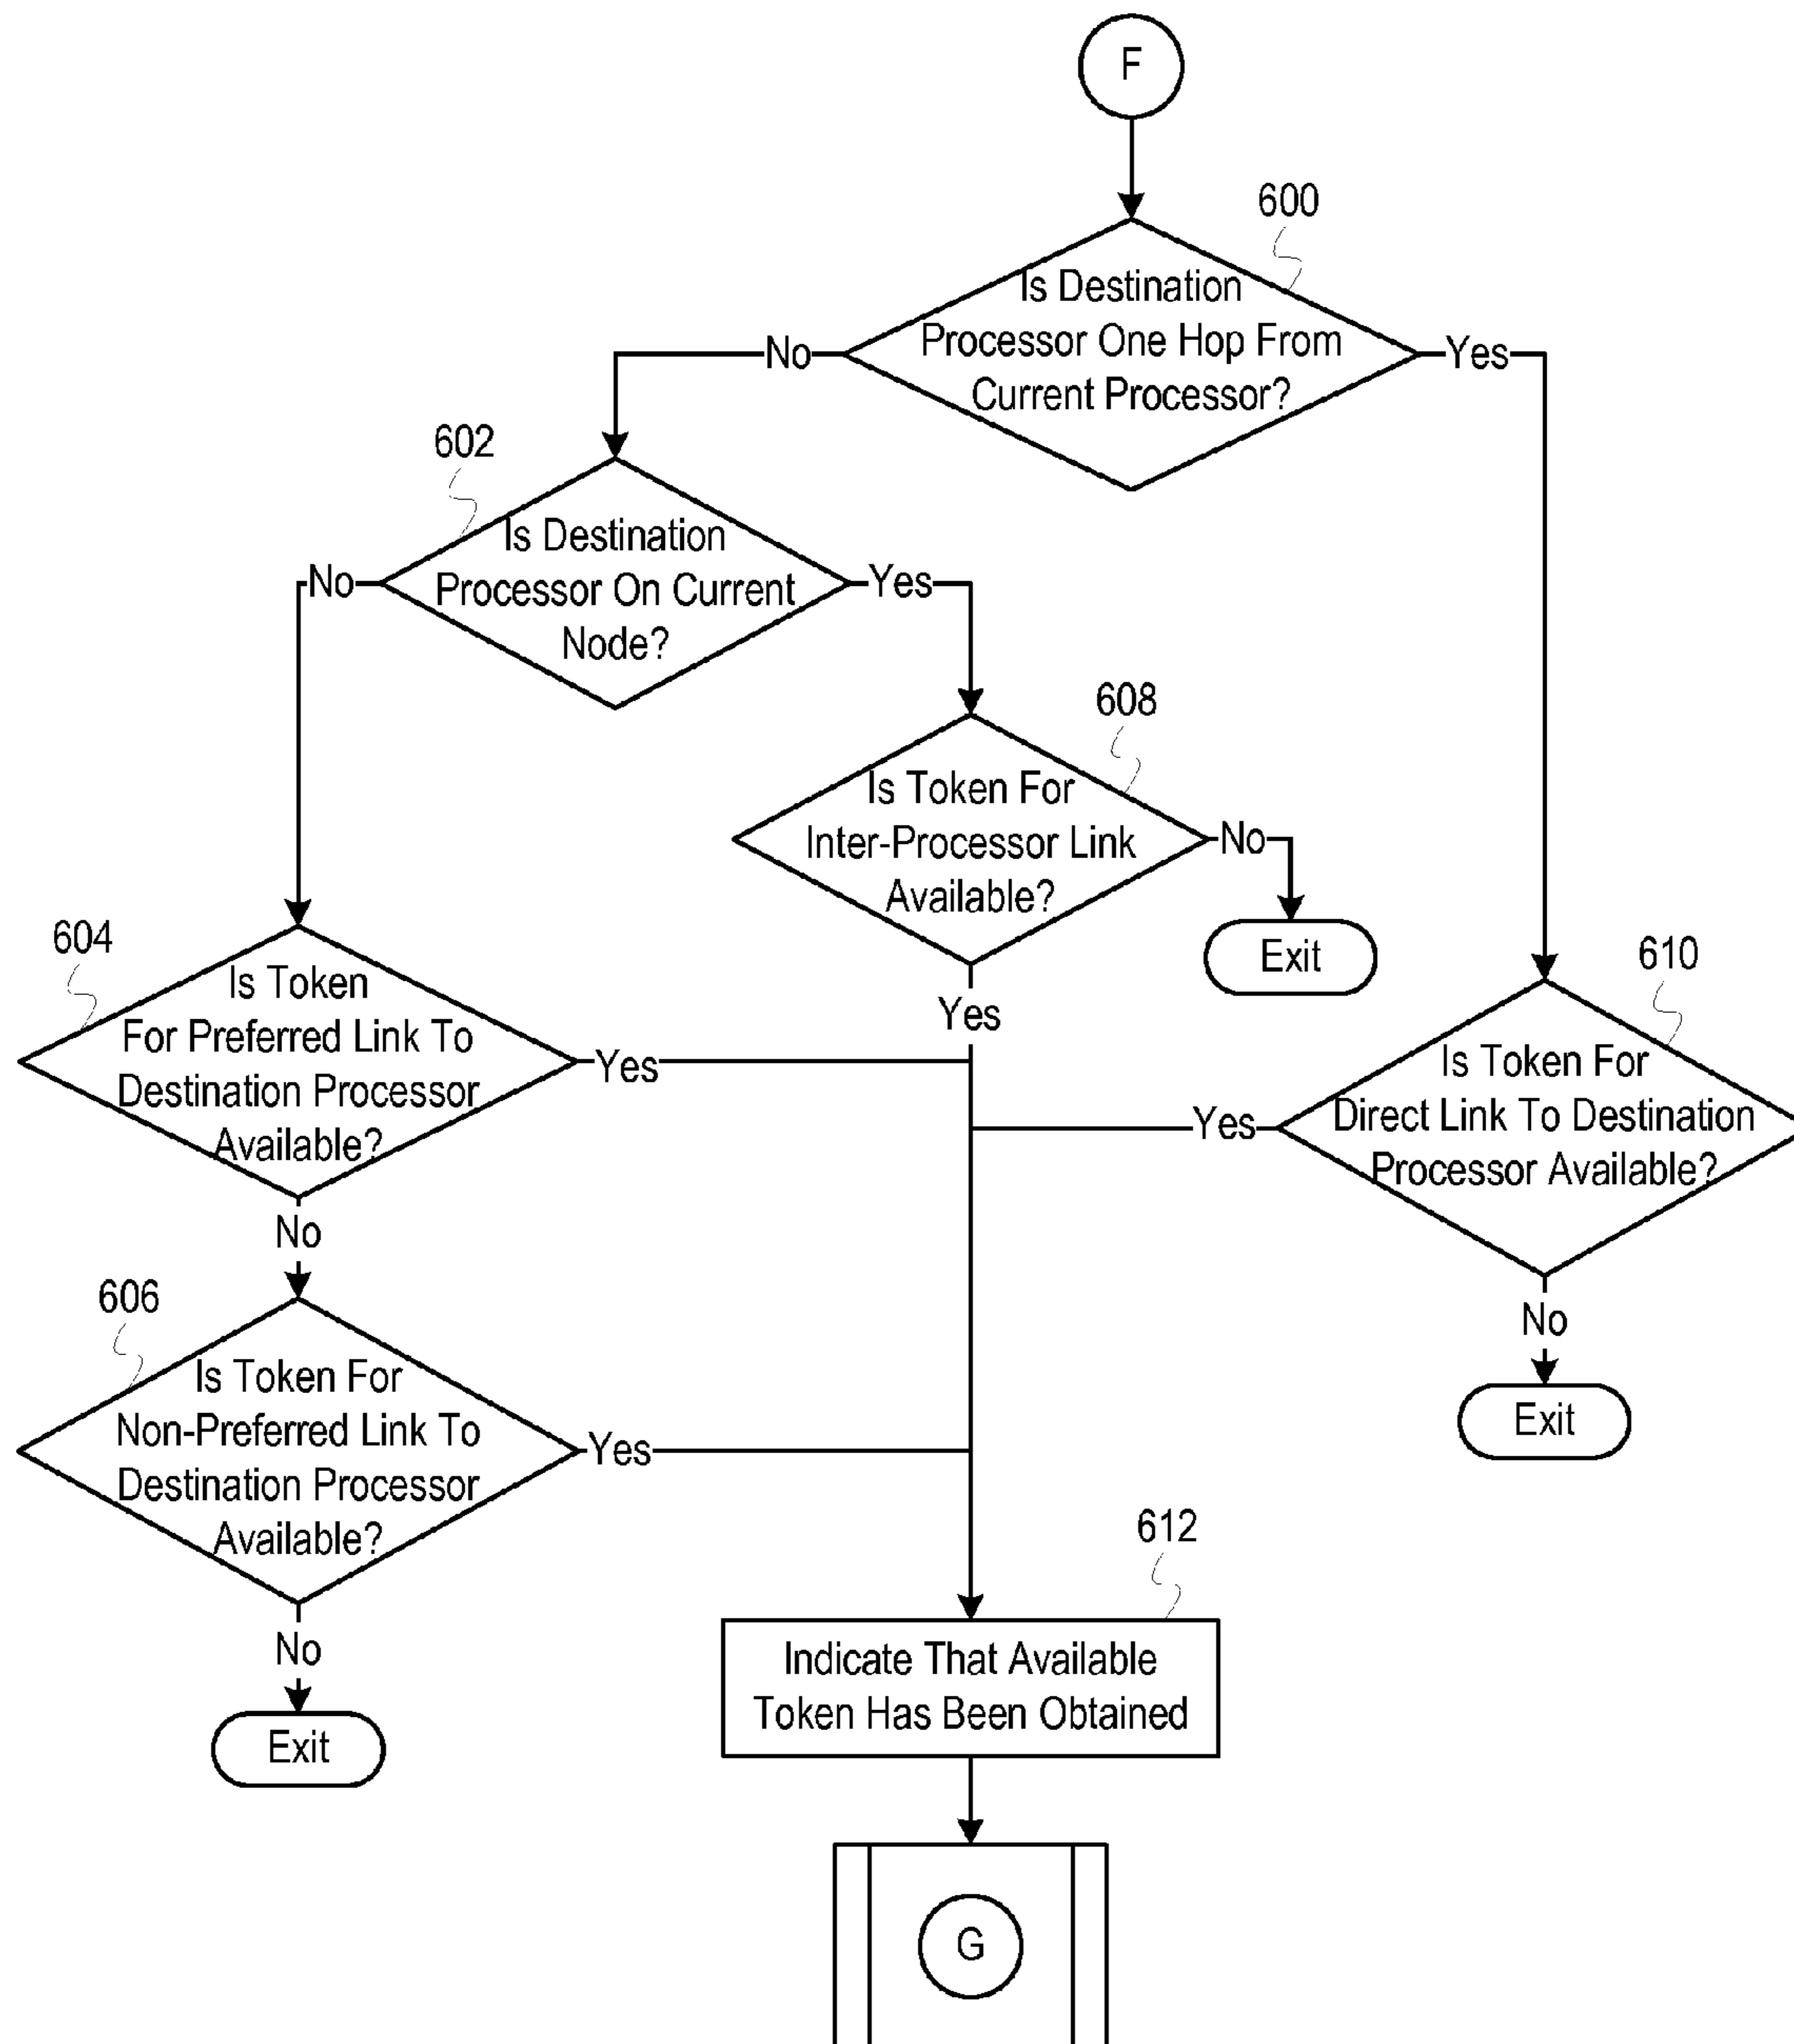 F
600
Is Destination
Processor One Hop From
Current Processor?
No
Yes
602
Is Destination
Processor On Current
Node?
No
Yes
608
Is Token For
Inter-Processor Link
Available?
No
Exit
Yes
604
Is Token
For Preferred Link To
Destination Processor
Available?
Yes
No
610
Is Token For
Direct Link To Destination
Processor Available?
Yes
No
Exit
606
Is Token For
Non-Preferred Link To
Destination Processor
Available?
Yes
No
Exit
612
Indicate That Available
Token Has Been Obtained
G